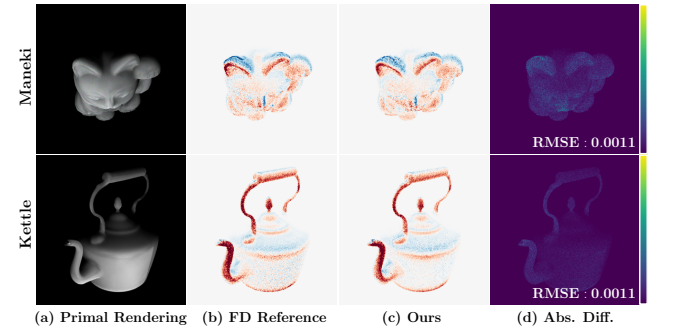 Maneki
RMSE : 0.0011
Kettle
RMSE : 0.0011
(a) Primal Rendering (b) FD Reference (c) Ours (d) Abs. Diff.